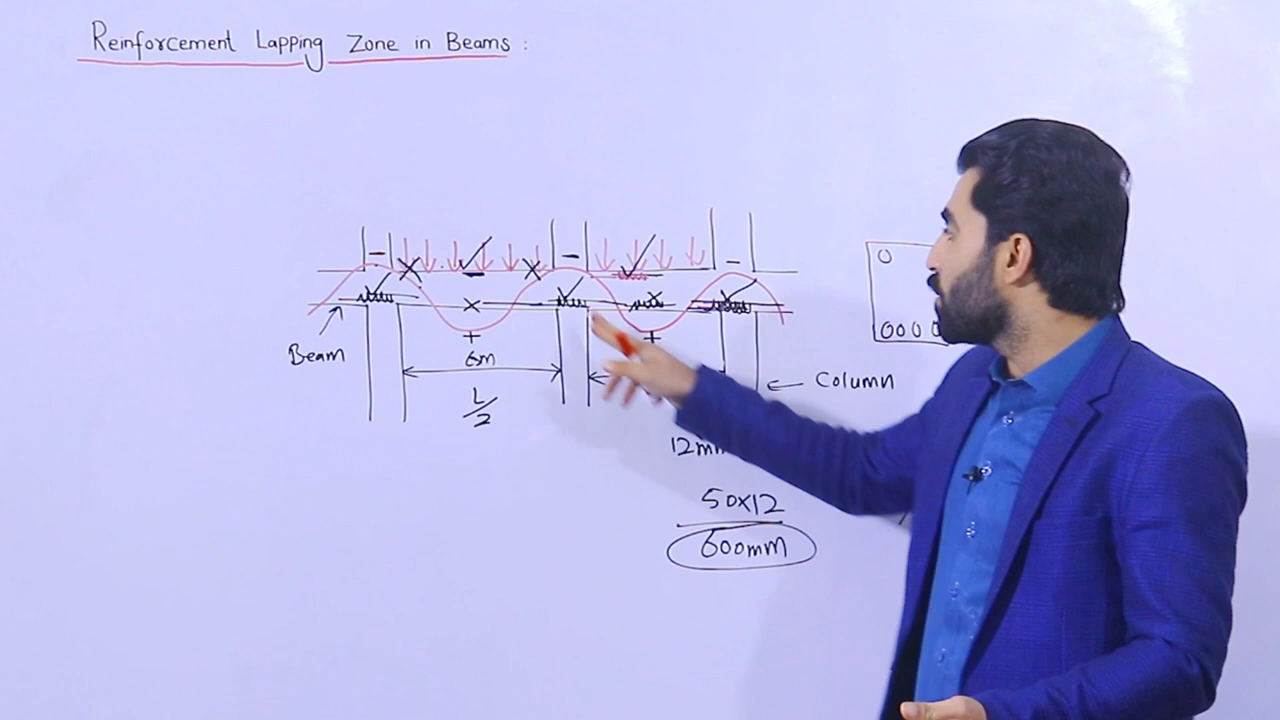 Reinforcement Lapping Zone in Beams :
Beam
6m
L/2
Column
12mm
50x12
600mm